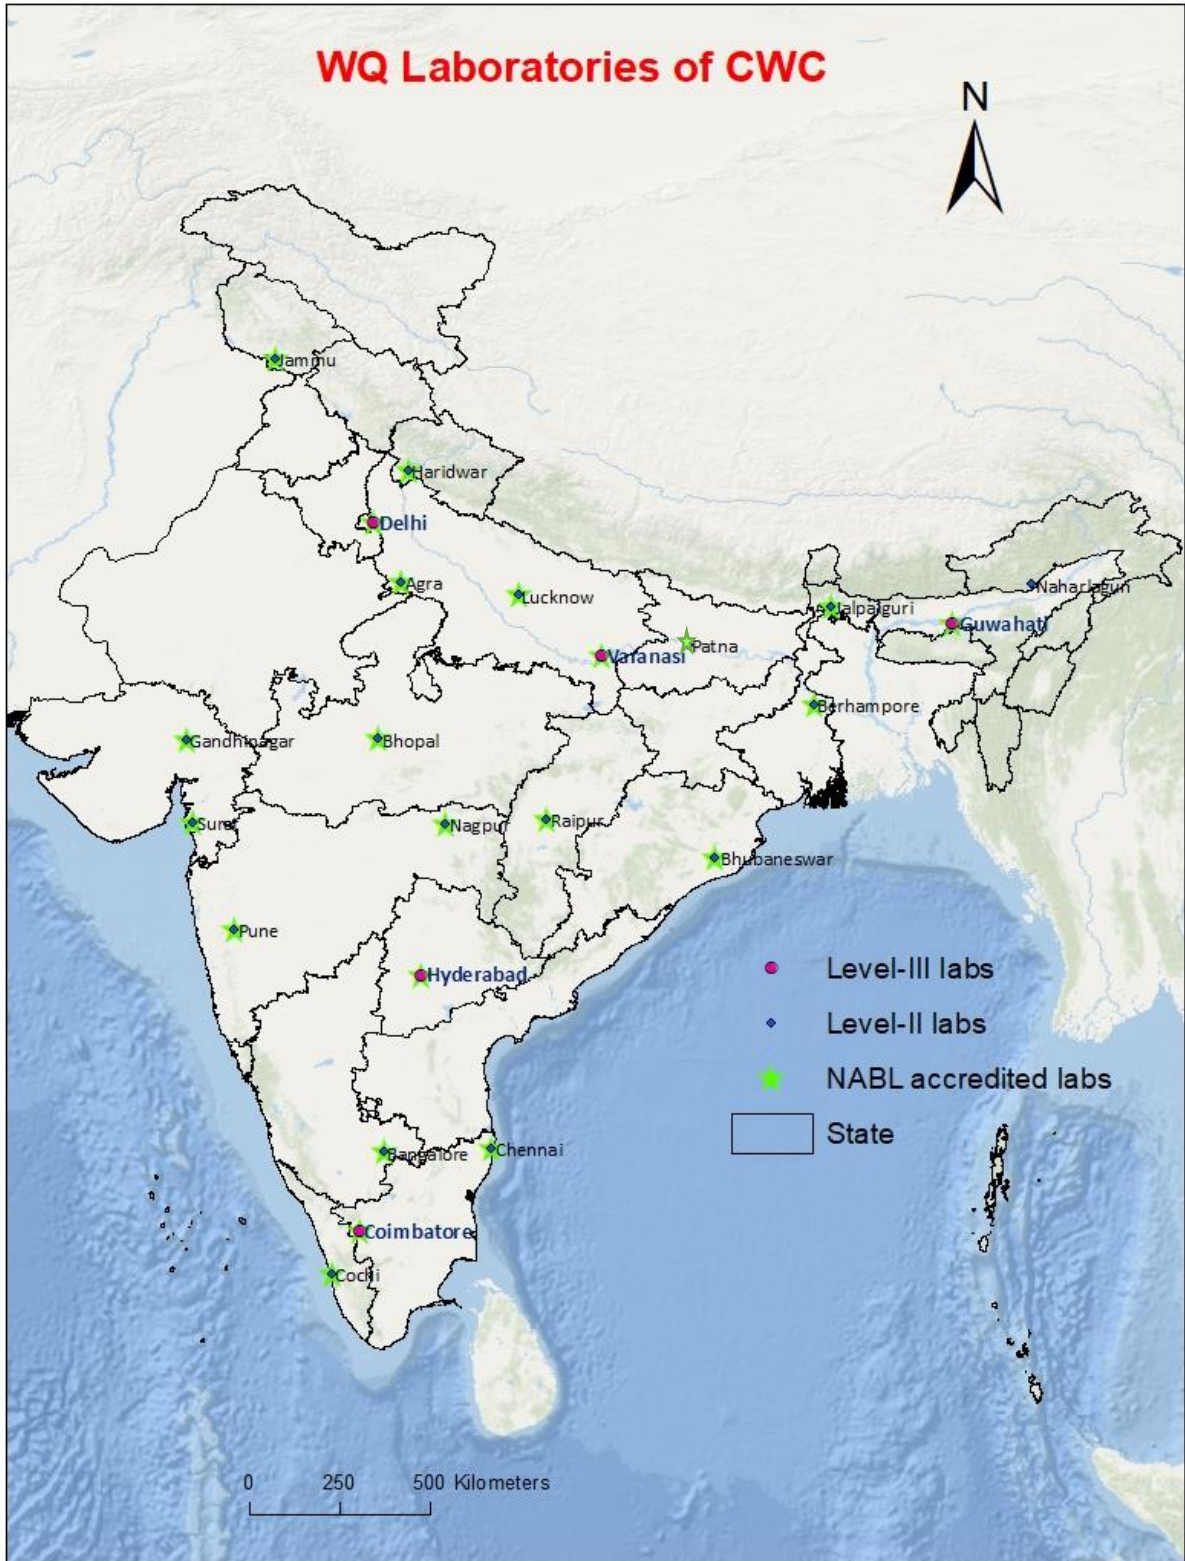 WQ Laboratories of CWC
N
Jammu
Haridwar
Delhi
Agra
Lucknow
Naharlagun
Jalpaiguri
Guwahati
Varanasi
Patna
Berhampore
Gandhinagar
Bhopal
Surat
Nagpur
Raipur
Bhubaneswar
Pune
Hyderabad
Level-III labs
Level-II labs
NABL accredited labs
State
Bangalore
Chennai
Coimbatore
Cochi
0 250 500 Kilometers